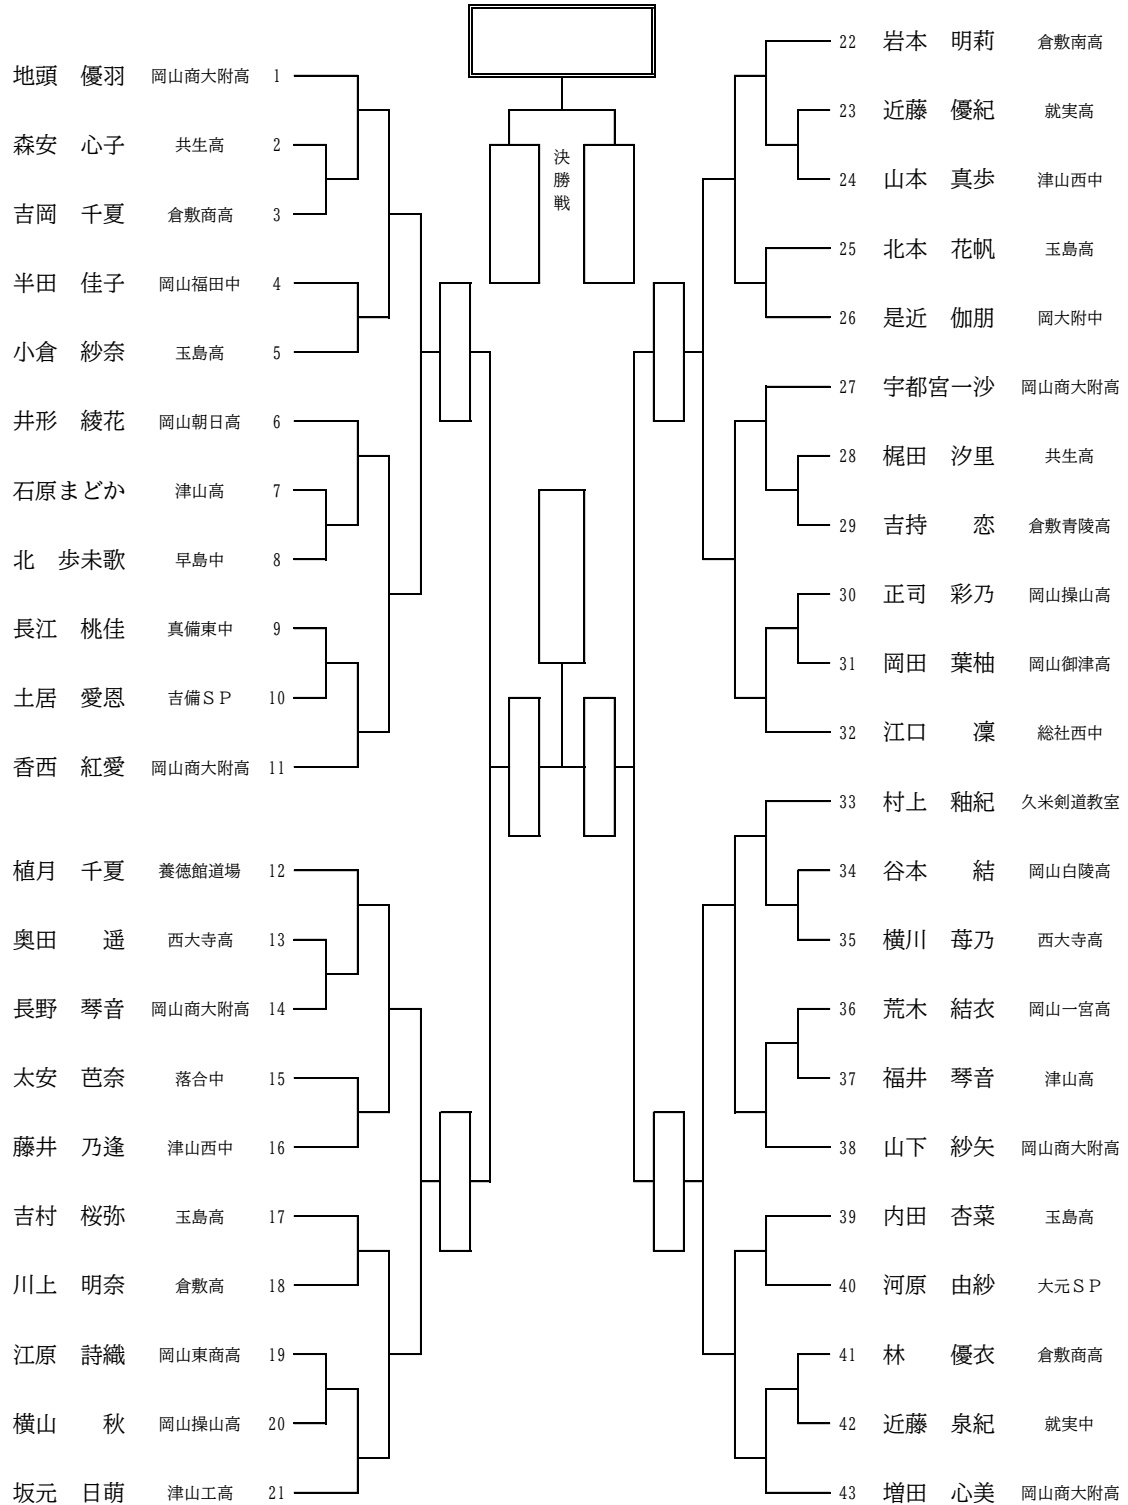 地頭　優羽 岡山商大附高 1
森安　心子 共生高 2
吉岡　千夏 倉敷商高 3
半田　佳子 岡山福田中 4
小倉　紗奈 玉島高 5
井形　綾花 岡山朝日高 6
石原まどか 津山高 7
北　歩未歌 早島中 8
長江　桃佳 真備東中 9
土居　愛恩 吉備ＳＰ 10
香西　紅愛 岡山商大附高 11
植月　千夏 養徳館道場 12
奥田　　遥 西大寺高 13
長野　琴音 岡山商大附高 14
太安　芭奈 落合中 15
藤井　乃逢 津山西中 16
吉村　桜弥 玉島高 17
川上　明奈 倉敷高 18
江原　詩織 岡山東商高 19
横山　　秋 岡山操山高 20
坂元　日萌 津山工高 21
決勝戦
22 岩本　明莉 倉敷南高
23 近藤　優紀 就実高
24 山本　真歩 津山西中
25 北本　花帆 玉島高
26 是近　伽朋 岡大附中
27 宇都宮一沙 岡山商大附高
28 梶田　汐里 共生高
29 吉持　　恋 倉敷青陵高
30 正司　彩乃 岡山操山高
31 岡田　葉柚 岡山御津高
32 江口　　凜 総社西中
33 村上　釉紀 久米剣道教室
34 谷本　　結 岡山白陵高
35 横川　苺乃 西大寺高
36 荒木　結衣 岡山一宮高
37 福井　琴音 津山高
38 山下　紗矢 岡山商大附高
39 内田　杏菜 玉島高
40 河原　由紗 大元ＳＰ
41 林　　優衣 倉敷商高
42 近藤　泉紀 就実中
43 増田　心美 岡山商大附高